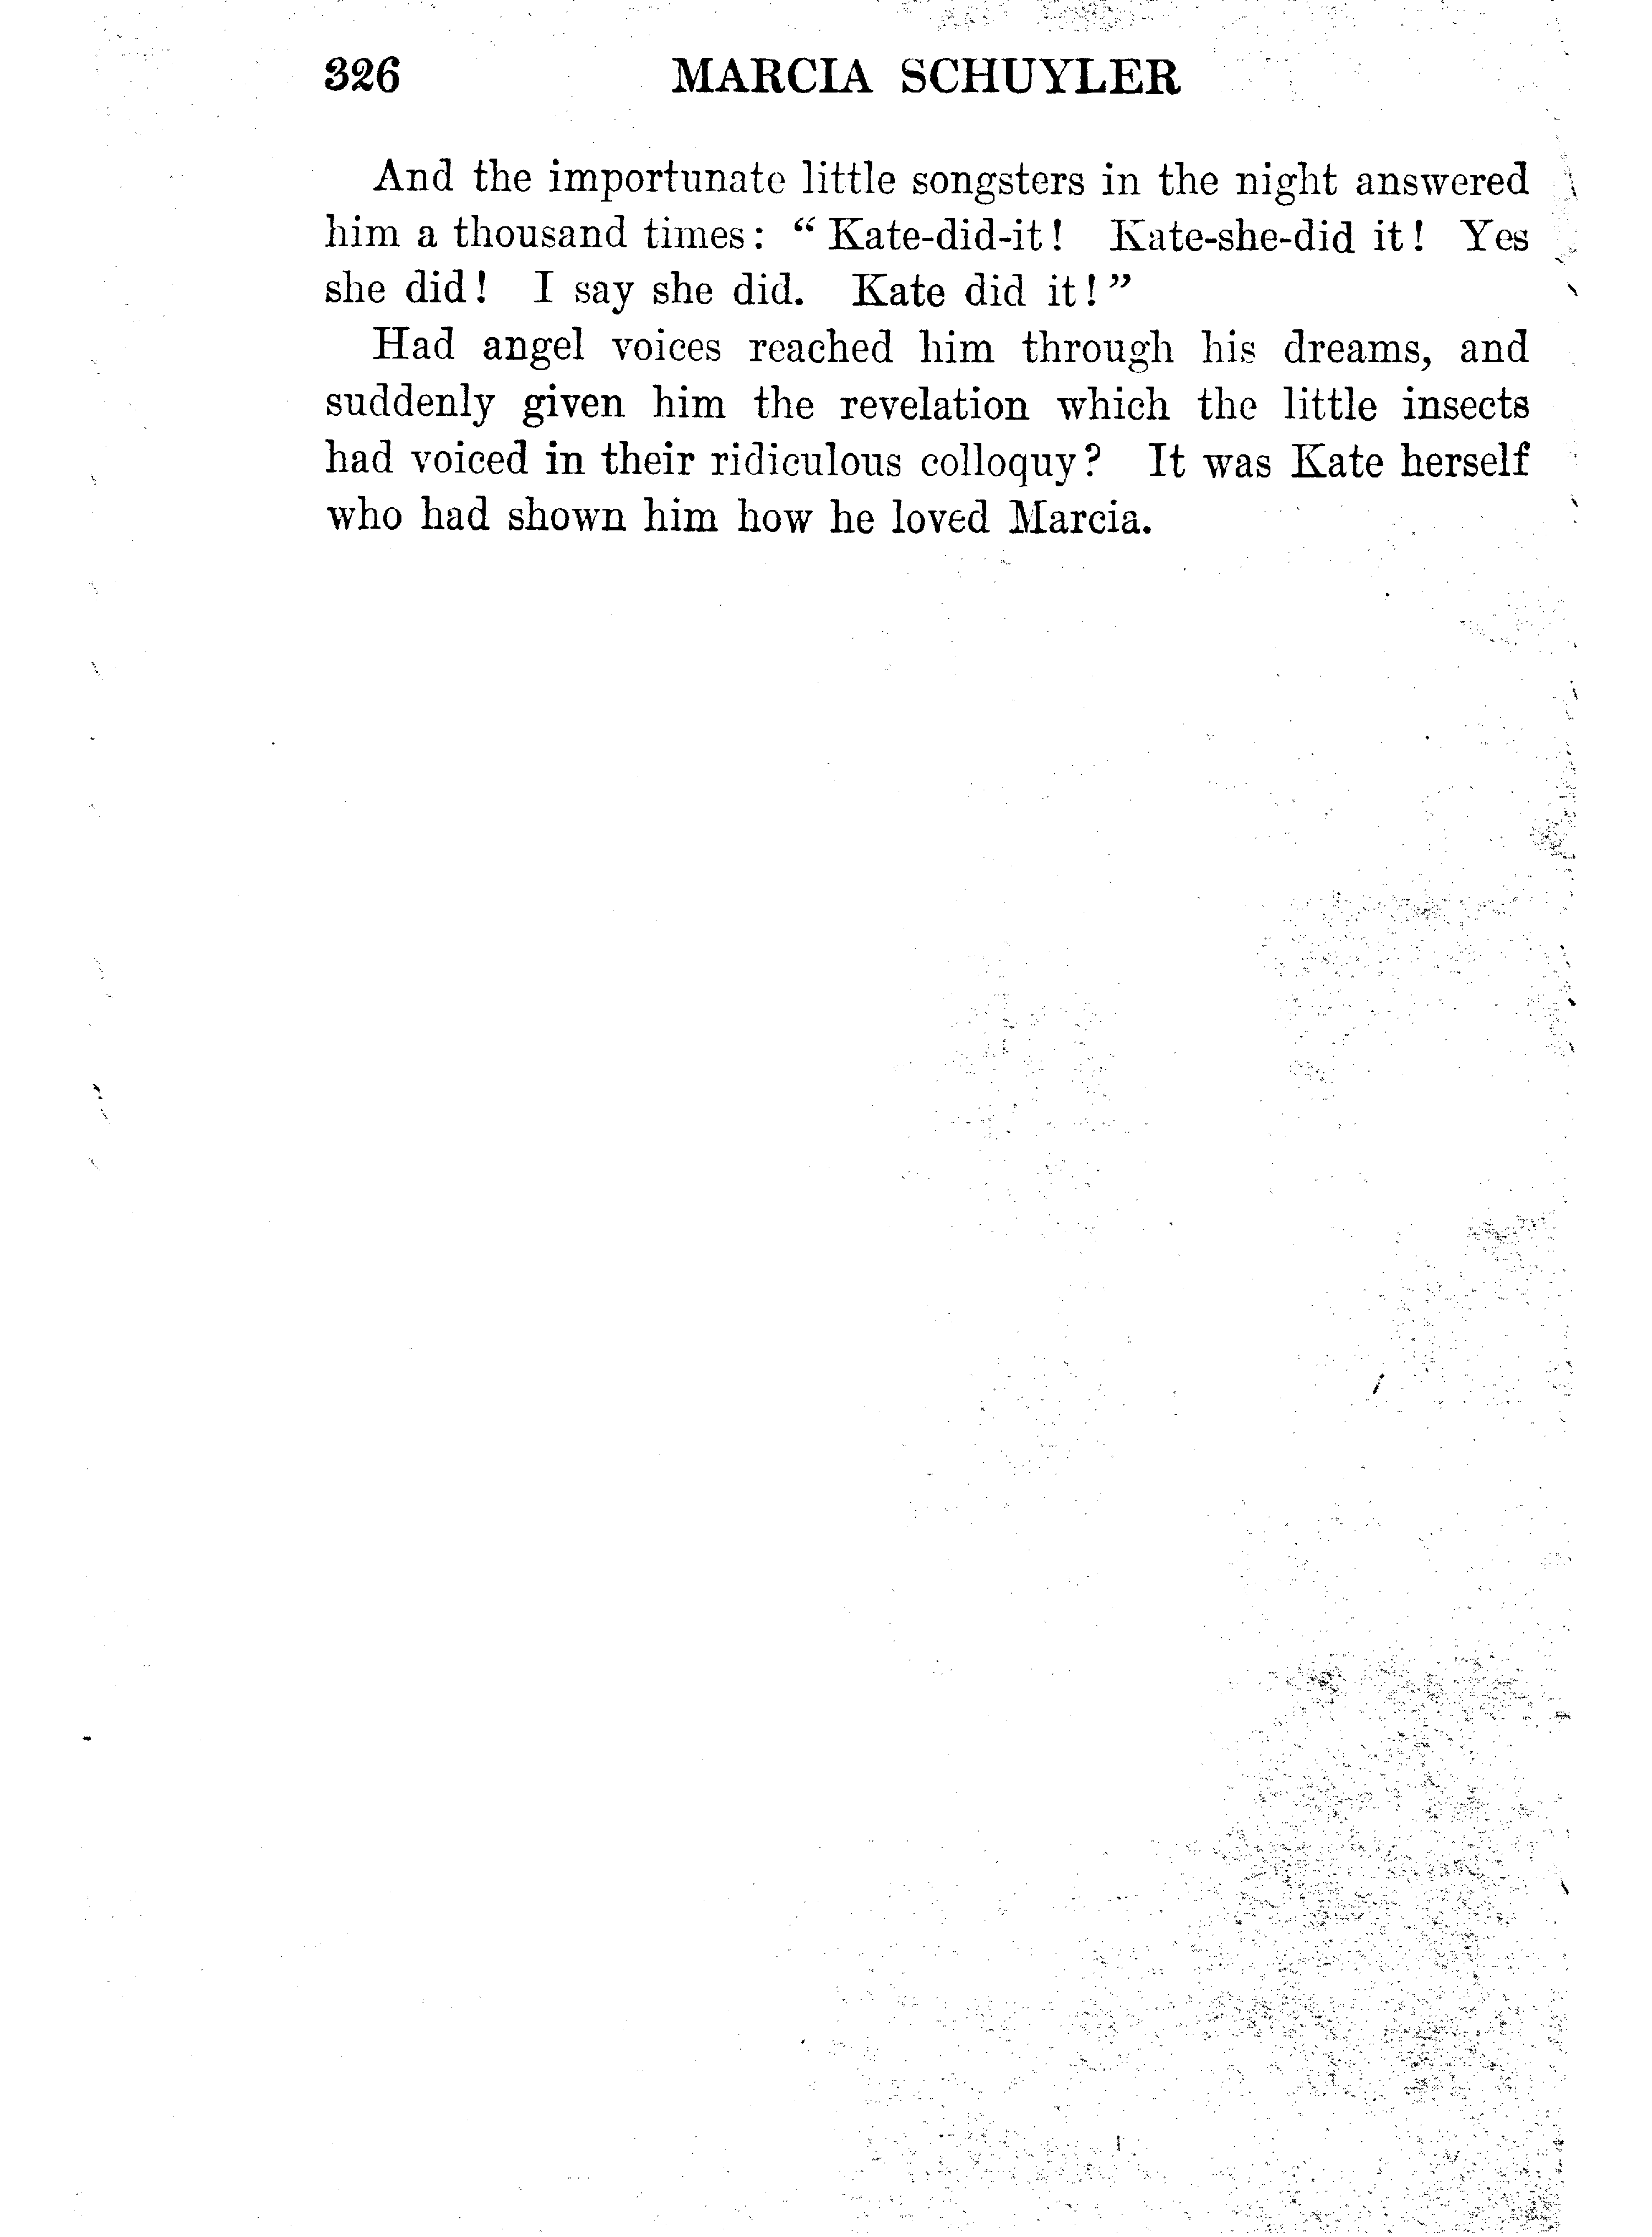 326 MARCIA SCHUYLER
And the importunate little songsters in the night answered
him a thousand times: “ Kate-did-it! Kate-she-did it! Yes
she did! I say she did. Kate did it!”
Had angel voices reached him through his dreams, and
suddenly given him the revelation which the little insects
had voiced in their ridiculous colloquy? It was Kate herself
who had shown him how he loved Marcia.